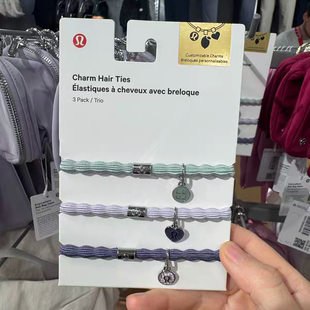 Customizable Charms
Breloques personnalisables
Charm Hair Ties
Élastiques à cheveux avec breloque
3 Pack / Trio